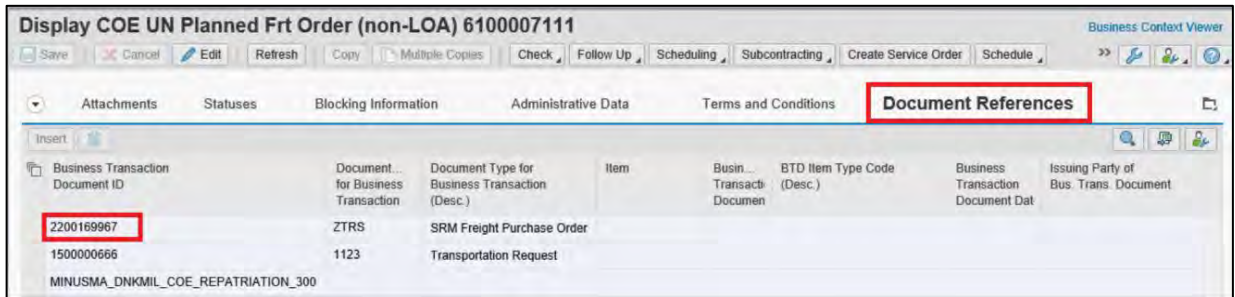 Display COE UN Planned Frt Order (non-LOA) 6100007111
Business Context Viewer
Save Cancel Edit Refresh Copy Multiple Copies Check Follow Up Scheduling Subcontracting Create Service Order Schedule
Attachments Statuses Blocking Information Administrative Data Terms and Conditions Document References
Insert
Business Transaction Document... Document Type for Item Busin... BTD Item Type Code Business Issuing Party of
Document ID for Business Business Transaction Transacti (Desc.) Transaction Bus. Trans. Document
Transaction (Desc.) Documen Document Dat
2200169967 ZTRS SRM Freight Purchase Order
1500000666 1123 Transportation Request
MINUSMA_DNKMIL_COE_REPATRIATION_300